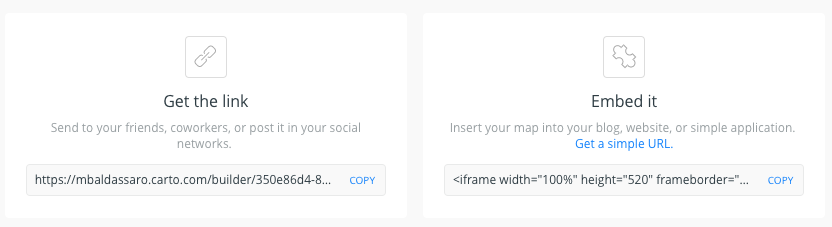 Get the link
Send to your friends, coworkers, or post it in your social
networks.
https://mbaldassaro.carto.com/builder/350e86d4-8... COPY
Embed it
Insert your map into your blog, website, or simple application.
Get a simple URL.
<iframe width="100%" height="520" frameborder="... COPY